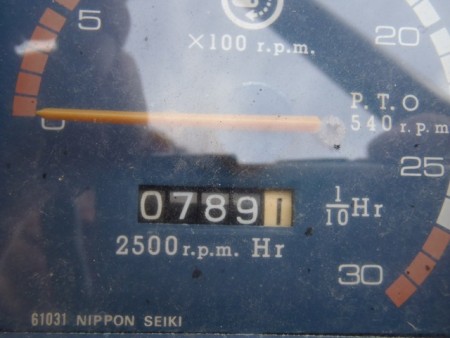 5
20
×100 r.p.m.
P.T.O
0
540 r.p.m
25
07891
1/10 Hr
2500 r.p.m. Hr
30
61031 NIPPON SEIKI